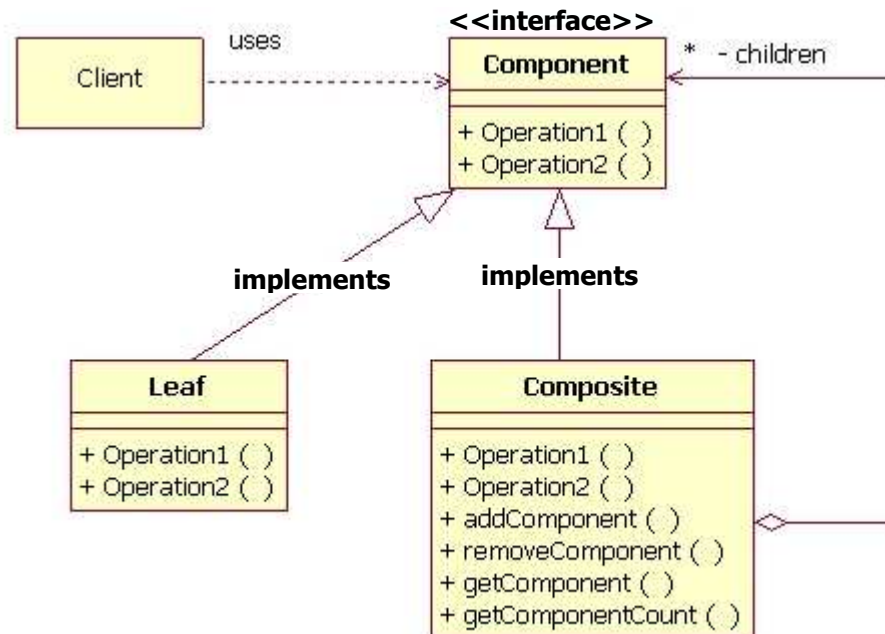 <<interface>>
uses
Client
Component
* - children
+ Operation1 ( )
+ Operation2 ( )
implements
implements
Leaf
+ Operation1 ( )
+ Operation2 ( )
Composite
+ Operation1 ( )
+ Operation2 ( )
+ addComponent ( )
+ removeComponent ( )
+ getComponent ( )
+ getComponentCount ( )